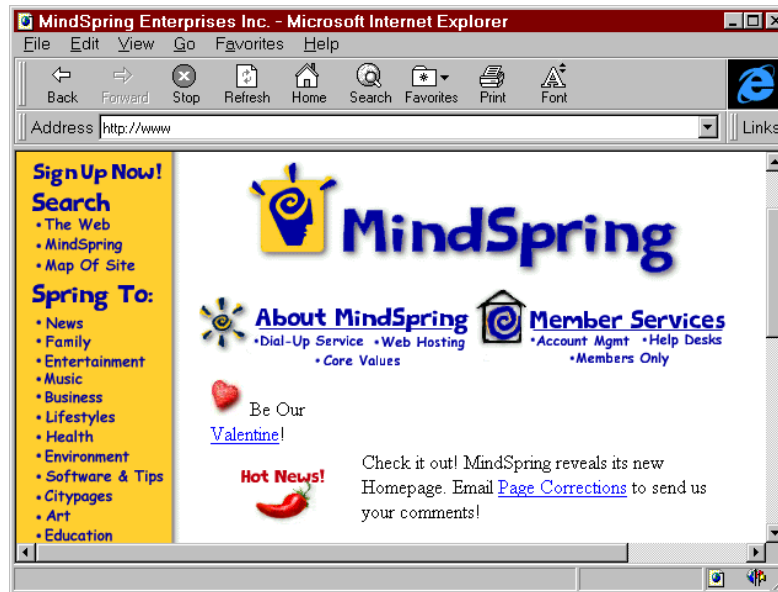 MindSpring Enterprises Inc. - Microsoft Internet Explorer
File Edit View Go Favorites Help
Back Forward Stop Refresh Home Search Favorites Print Font
Address http://www Links
Sign Up Now!
Search
• The Web
• MindSpring
• Map Of Site
Spring To:
• News
• Family
• Entertainment
• Music
• Business
• Lifestyles
• Health
• Environment
• Software & Tips
• Citypages
• Art
• Education
MindSpring
About MindSpring
•Dial-Up Service •Web Hosting
•Core Values
Member Services
•Account Mgmt •Help Desks
•Members Only
Be Our
Valentine!
Hot News!
Check it out! MindSpring reveals its new
Homepage. Email Page Corrections to send us
your comments!